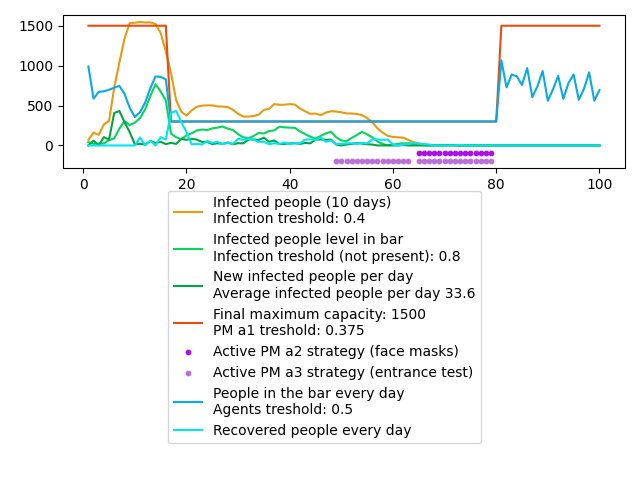 1500
1000
500
0
0 20 40 60 80 100
Infected people (10 days)
Infection treshold: 0.4
Infected people level in bar
Infection treshold (not present): 0.8
New infected people per day
Average infected people per day 33.6
Final maximum capacity: 1500
PM a1 treshold: 0.375
Active PM a2 strategy (face masks)
Active PM a3 strategy (entrance test)
People in the bar every day
Agents treshold: 0.5
Recovered people every day